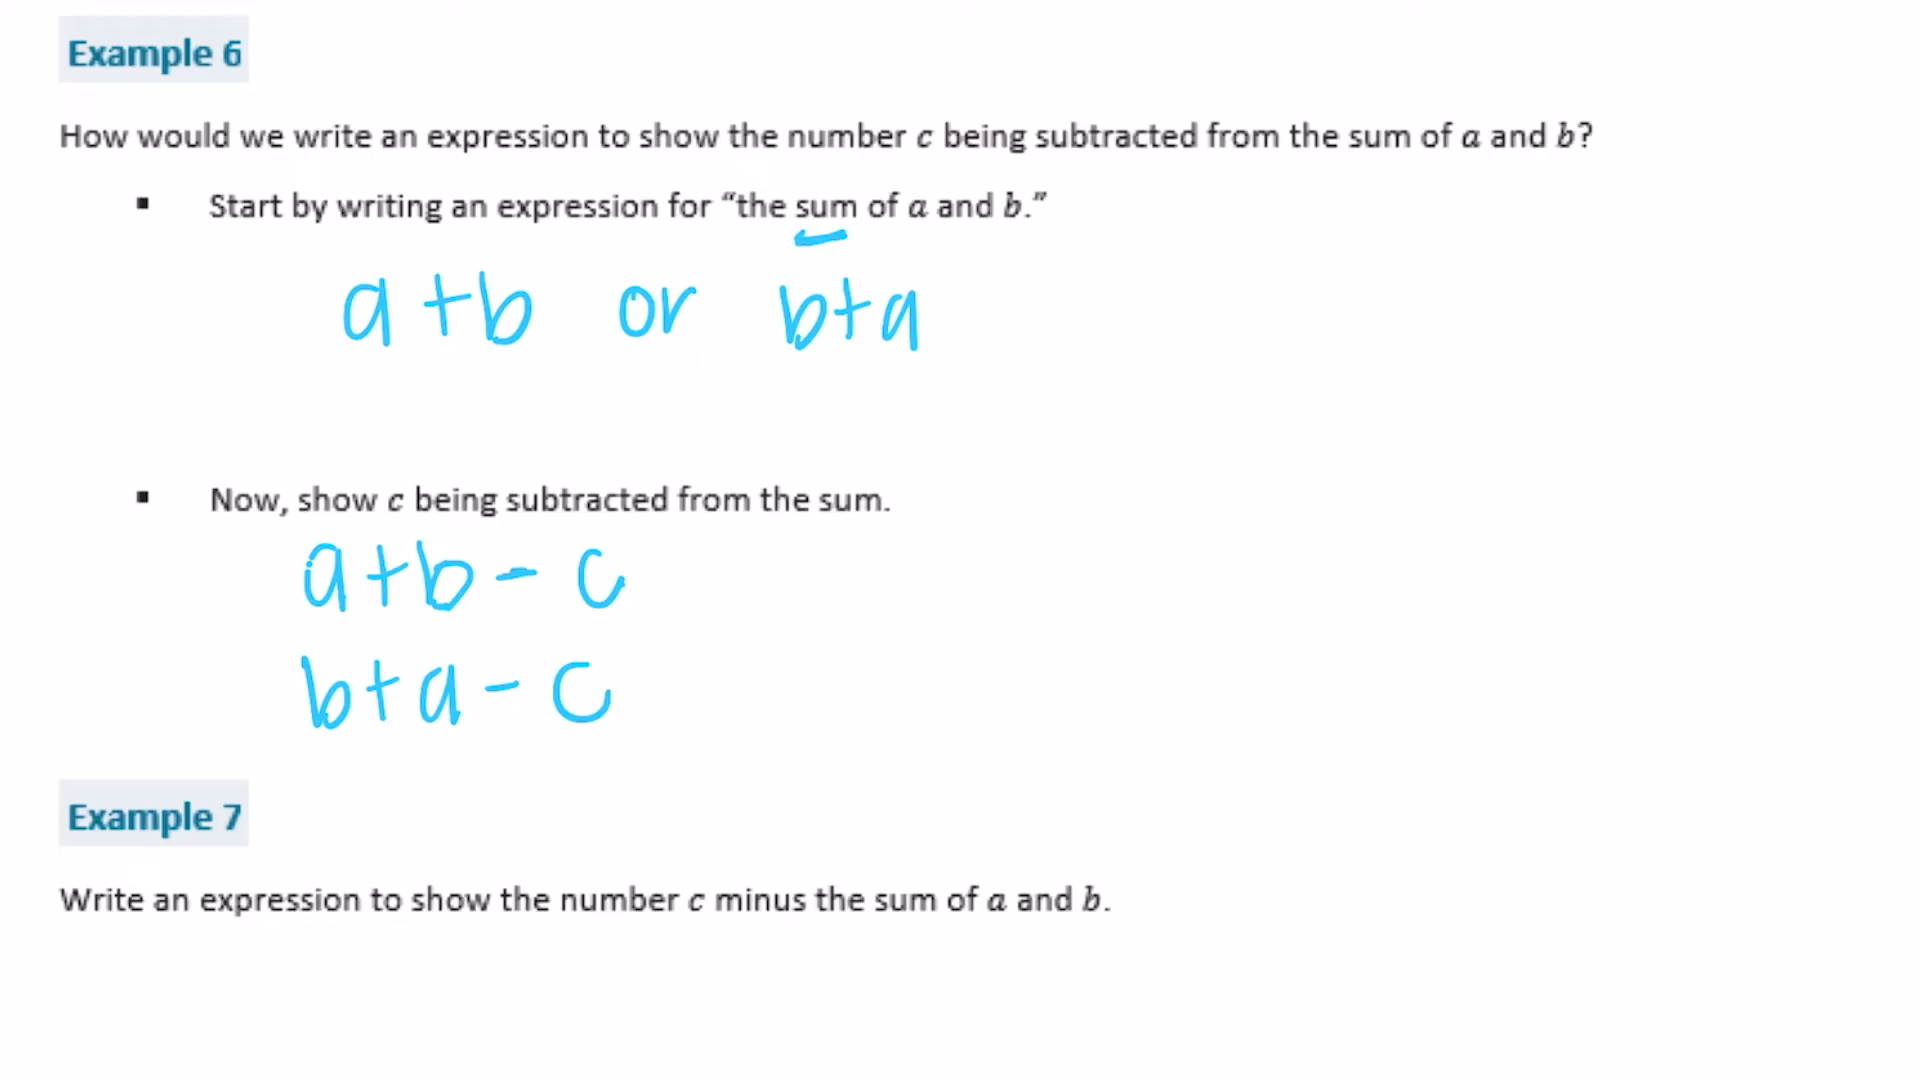 Example 6
How would we write an expression to show the number c being subtracted from the sum of a and b?
▪ Start by writing an expression for “the sum of a and b.”
a + b or b + a
▪ Now, show c being subtracted from the sum.
a + b - c
b + a - c
Example 7
Write an expression to show the number c minus the sum of a and b.